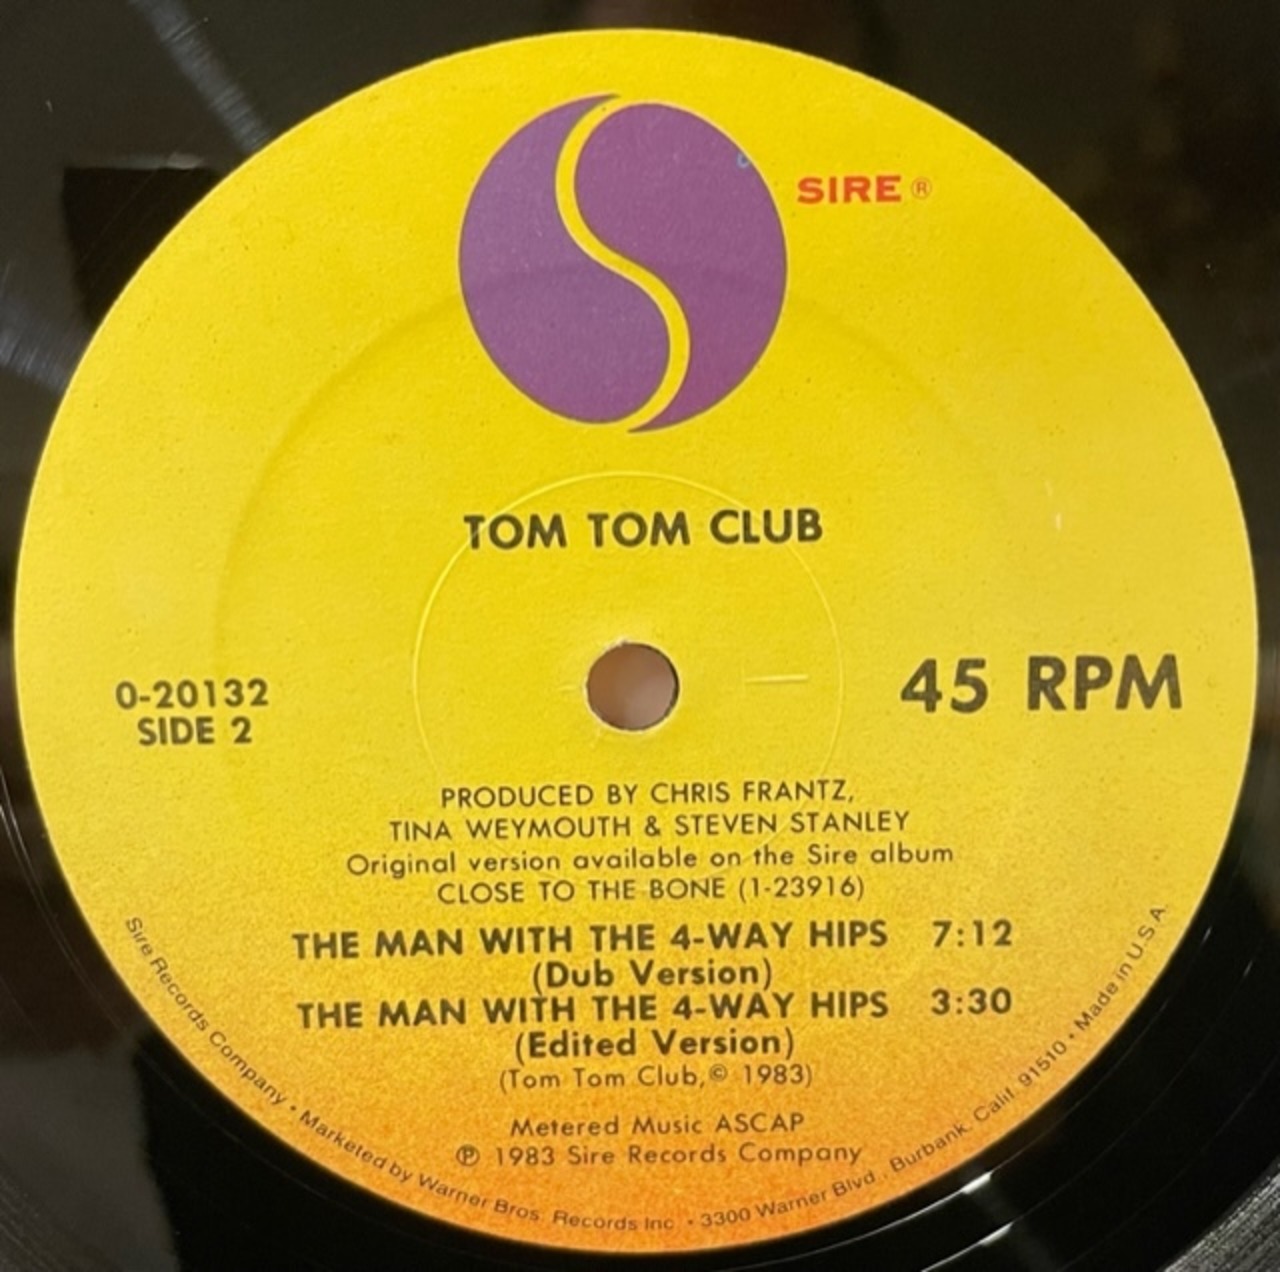 SIRE ®
TOM TOM CLUB
0-20132
SIDE 2
45 RPM
PRODUCED BY CHRIS FRANTZ,
TINA WEYMOUTH & STEVEN STANLEY
Original version available on the Sire album
CLOSE TO THE BONE (1-23916)
THE MAN WITH THE 4-WAY HIPS 7:12
(Dub Version)
THE MAN WITH THE 4-WAY HIPS 3:30
(Edited Version)
(Tom Tom Club,© 1983)
Metered Music ASCAP
℗ 1983 Sire Records Company
Sire Records Company • Marketed by Warner Bros. Records Inc. • 3300 Warner Blvd., Burbank, Calif. 91510 • Made in U.S.A.